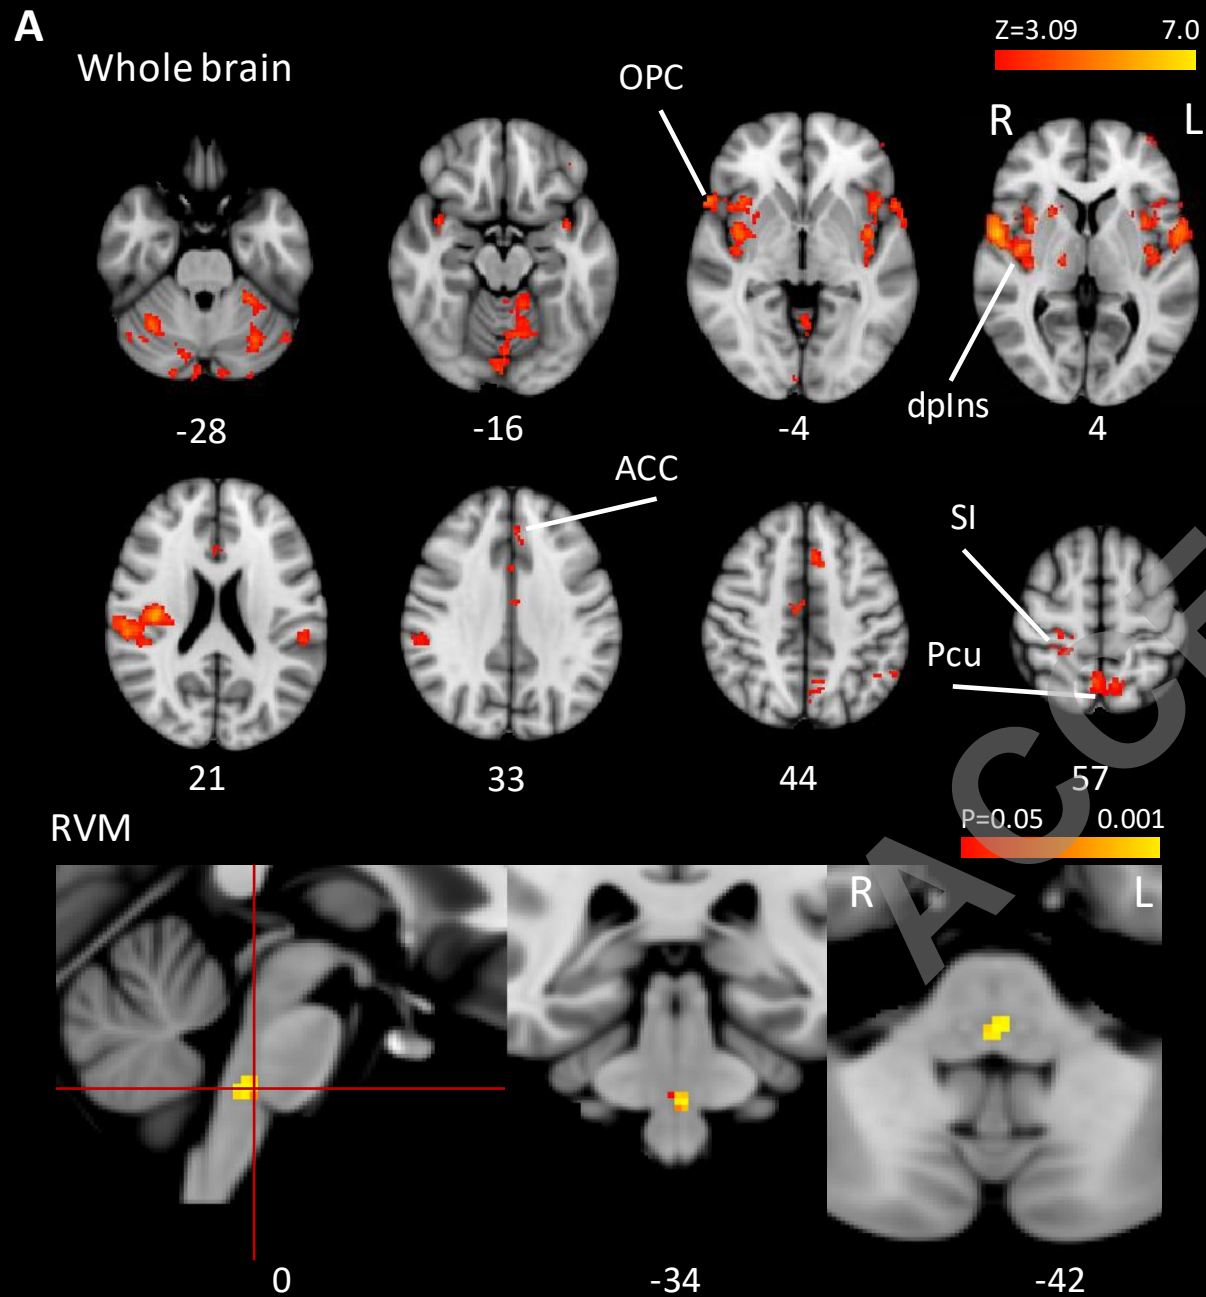 A
Whole brain
OPC
Z=3.09 7.0
R L
dpIns
-28 -16 -4 4
ACC
SI
Pcu
21 33 44 57
RVM
P=0.05 0.001
R L
0 -34 -42